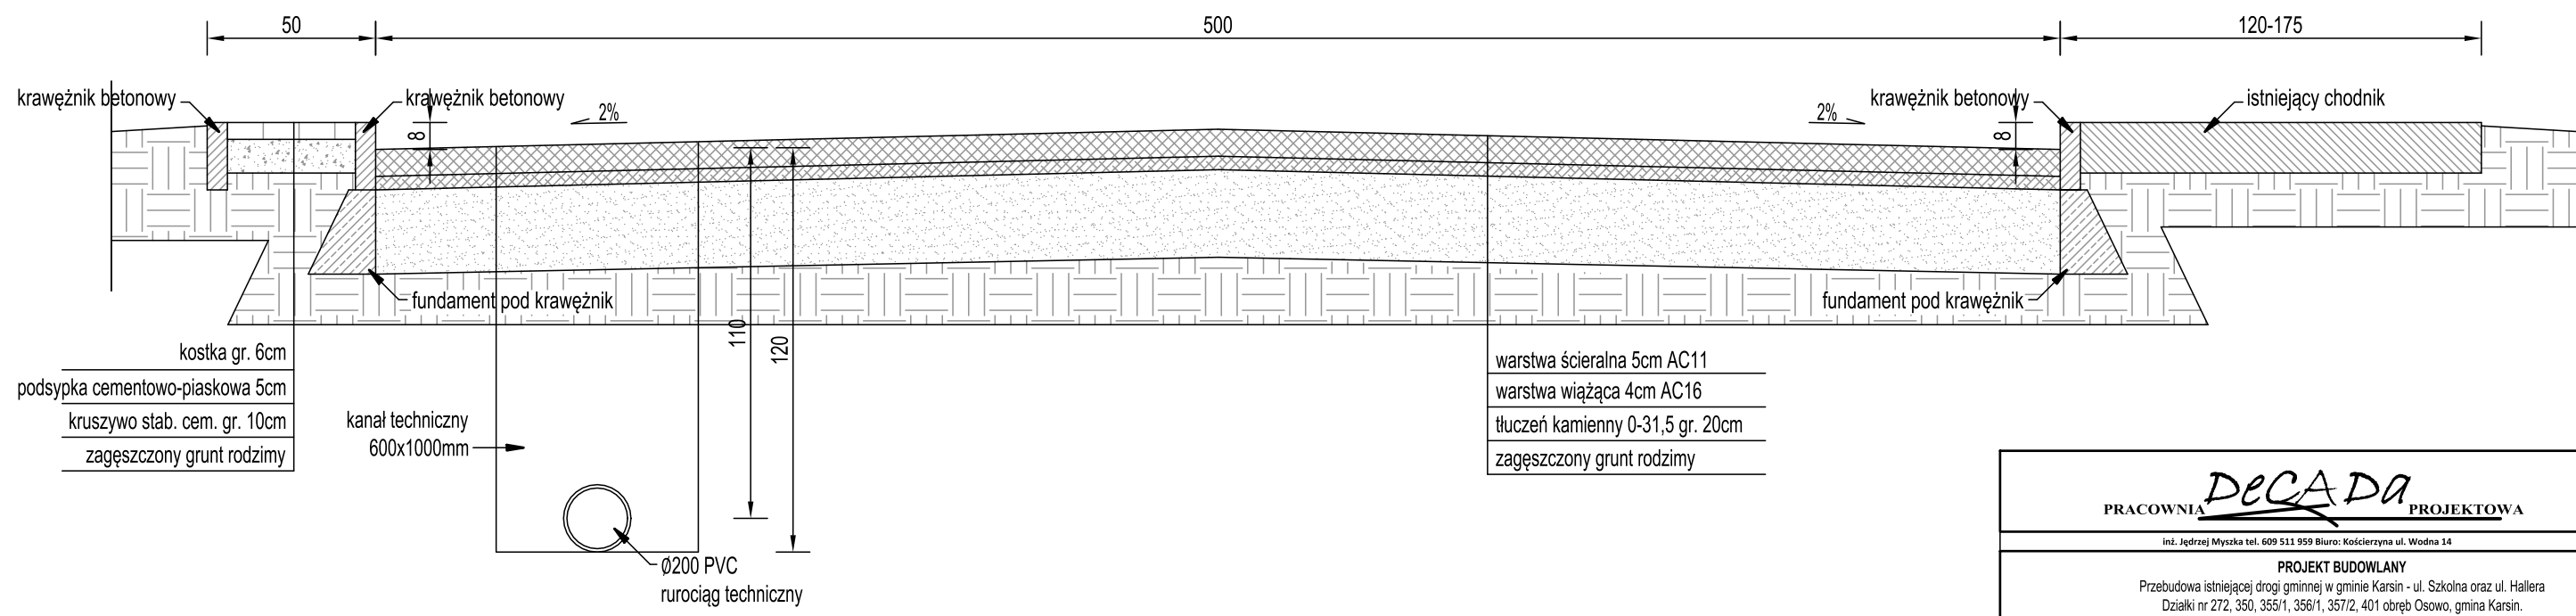 50
500
120-175
krawężnik betonowy
krawężnik betonowy
8
2%
2%
krawężnik betonowy
8
istniejący chodnik
fundament pod krawężnik
fundament pod krawężnik
110
120
kostka gr. 6cm
podsypka cementowo-piaskowa 5cm
kruszywo stab. cem. gr. 10cm
zagęszczony grunt rodzimy
kanał techniczny
600x1000mm
Ø200 PVC
rurociąg techniczny
warstwa ścieralna 5cm AC11
warstwa wiążąca 4cm AC16
tłuczeń kamienny 0-31,5 gr. 20cm
zagęszczony grunt rodzimy
PRACOWNIA DeCADa PROJEKTOWA
inż. Jędrzej Myszka tel. 609 511 959 Biuro: Kościerzyna ul. Wodna 14
PROJEKT BUDOWLANY
Przebudowa istniejącej drogi gminnej w gminie Karsin - ul. Szkolna oraz ul. Hallera
Działki nr 272, 350, 355/1, 356/1, 357/2, 401 obręb Osowo, gmina Karsin.